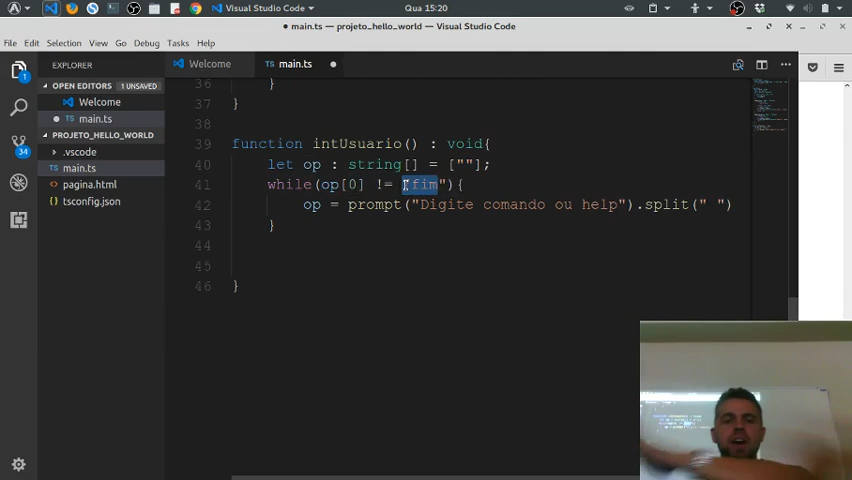 Visual Studio Code
Qua 15:20
main.ts | projeto_hello_world - Visual Studio Code
File Edit Selection View Go Debug Tasks Help
EXPLORER
Welcome
main.ts
OPEN EDITORS 1 UNSAVED
Welcome
main.ts
PROJETO_HELLO_WORLD
.vscode
main.ts
pagina.html
tsconfig.json
1
34
36 }
37 }
38
39 function intUsuario() : void{
40 let op : string[] = [""];
41 while(op[0] != "fim"){
42 op = prompt("Digite comando ou help").split(" ")
43 }
44
45
46 }